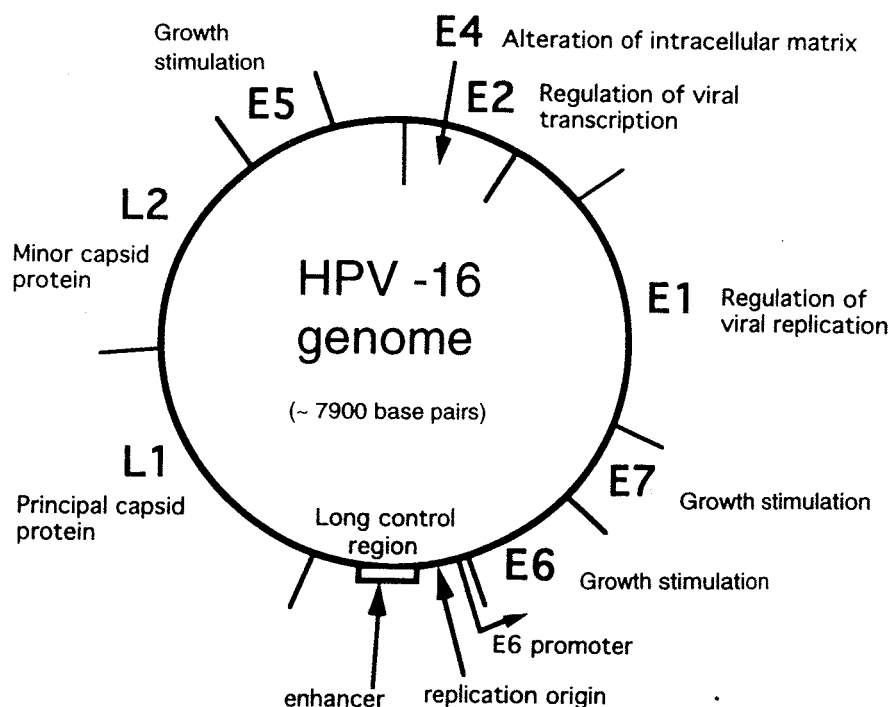 E4 Alteration of intracellular matrix
Growth
stimulation
E5
E2 Regulation of viral
transcription
L2
Minor capsid
protein
HPV -16
genome
(~ 7900 base pairs)
E1 Regulation of
viral replication
L1
Principal capsid
protein
E7 Growth stimulation
Long control
region
E6 Growth stimulation
E6 promoter
enhancer
replication origin